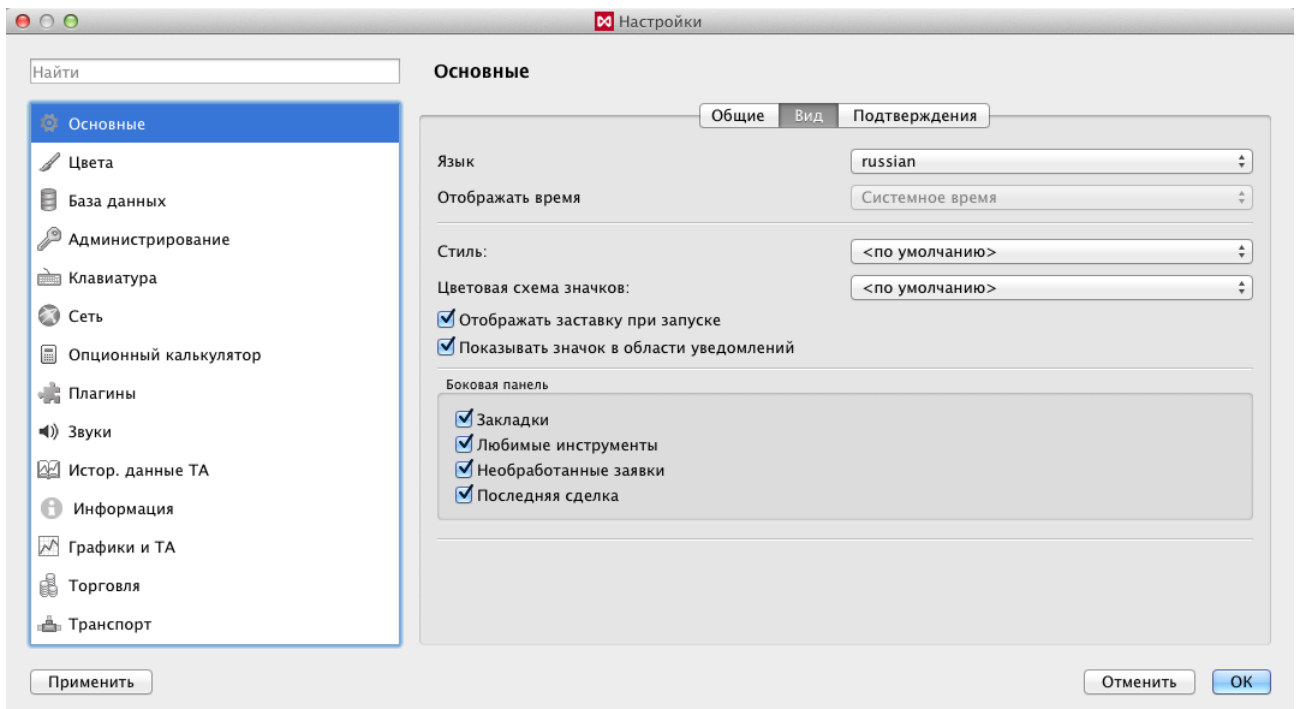 Настройки
Найти
Основные
Цвета
База данных
Администрирование
Клавиатура
Сеть
Опционный калькулятор
Плагины
Звуки
Истор. данные ТА
Информация
Графики и ТА
Торговля
Транспорт
Основные
Общие Вид Подтверждения
Язык russian
Отображать время Системное время
Стиль: <по умолчанию>
Цветовая схема значков: <по умолчанию>
Отображать заставку при запуске
Показывать значок в области уведомлений
Боковая панель
Закладки
Любимые инструменты
Необработанные заявки
Последняя сделка
Применить Отменить OK